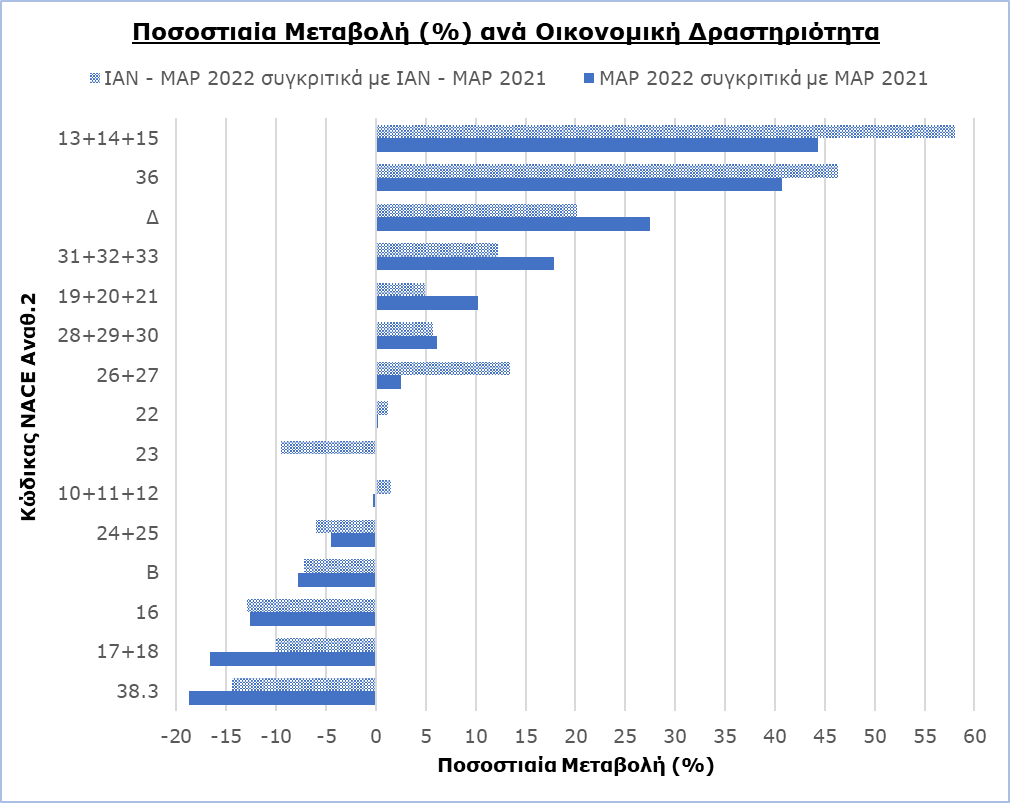 Ποσοστιαία Μεταβολή (%) ανά Οικονομική Δραστηριότητα
ΙΑΝ - ΜΑΡ 2022 συγκριτικά με ΙΑΝ - ΜΑΡ 2021
ΜΑΡ 2022 συγκριτικά με ΜΑΡ 2021
Κώδικας NACE Αναθ.2
13+14+15
36
Δ
31+32+33
19+20+21
28+29+30
26+27
22
23
10+11+12
24+25
Β
16
17+18
38.3
-20 -15 -10 -5 0 5 10 15 20 25 30 35 40 45 50 55 60
Ποσοστιαία Μεταβολή (%)